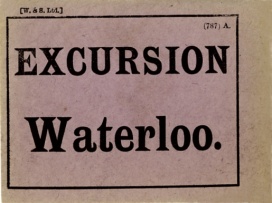 [W. & S. Ltd.]
(787) A.
EXCURSION
Waterloo.